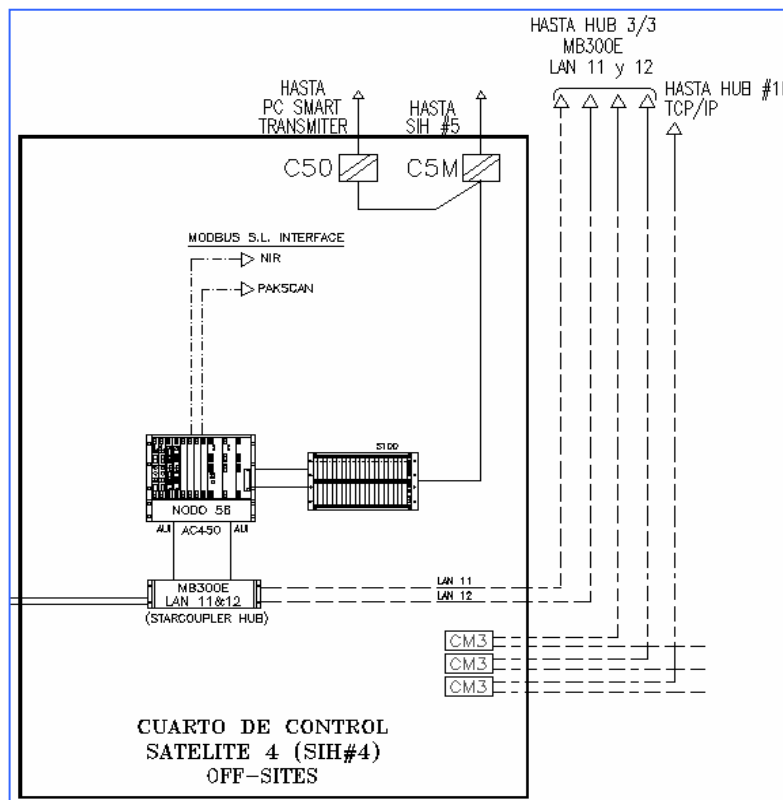 HASTA HUB 3/3
MB300E
LAN 11 y 12
HASTA HUB #1
TCP/IP
HASTA
PC SMART
TRANSMITER
HASTA
SIH #5
C50
C5M
MODBUS S.L. INTERFACE
NIR
PAKSCAN
S100
NODO 56
AUI AC450 AUI
MB300E
LAN 11&12
(STARCOUPLER HUB)
LAN 11
LAN 12
CM3
CM3
CM3
CUARTO DE CONTROL
SATELITE 4 (SIH#4)
OFF-SITES